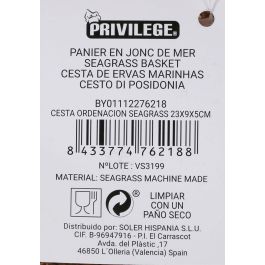 PRIVILEGE®
PANIER EN JONC DE MER
SEAGRASS BASKET
CESTA DE ERVAS MARINHAS
CESTO DI POSIDONIA
BY01112276218
CESTA ORDENACION SEAGRASS 23X9X5CM
8 433774 762188
NºLOTE : VS3199
MATERIAL: SEAGRASS MACHINE MADE
LIMPIAR
CON UN
PAÑO SECO
Distribuido por: SOLER HISPANIA S.L.U.
CIF. B-96947916 - P.I. El Carrascot
Avda. del Plàstic ,17
46850 L´Olleria (Valencia) Spain